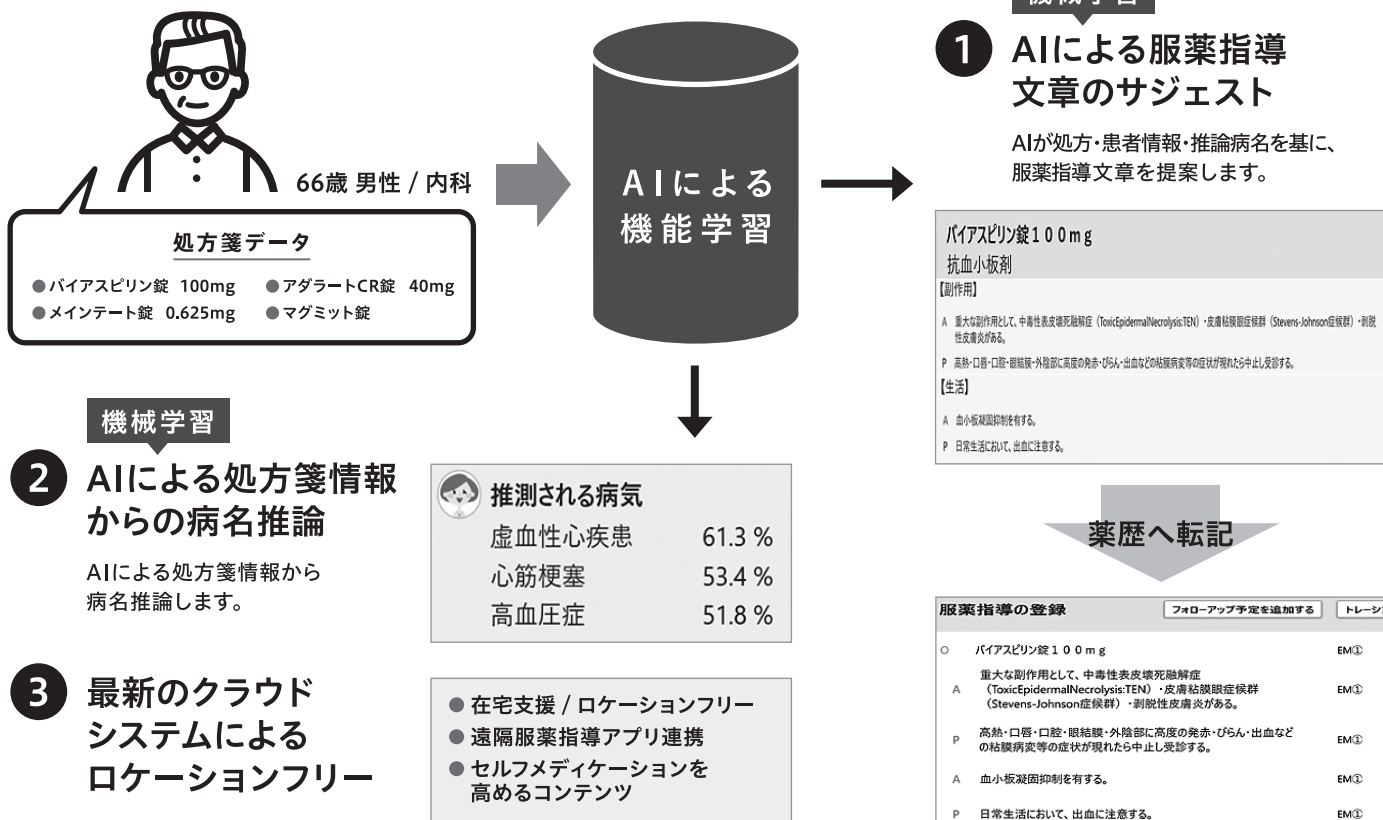 66歳 男性 / 内科
処方箋データ
●バイアスピリン錠 100mg ●アダラートCR錠 40mg
●メインテート錠 0.625mg ●マグミット錠
AIによる
機能学習
機械学習
1 AIによる服薬指導
文章のサジェスト
AIが処方・患者情報・推論病名を基に、
服薬指導文章を提案します。
バイアスピリン錠100mg
抗血小板剤
【副作用】
A 重大な副作用として、中毒性表皮壊死融解症（ToxicEpidermalNecrolysis:TEN）・皮膚粘膜眼症候群（Stevens-Johnson症候群）・剥脱
性皮膚炎がある。
P 高熱・口唇・口腔・眼結膜・外陰部に高度の発赤・びらん・出血などの粘膜病変等の症状が現れたら中止し受診する。
【生活】
A 血小板凝固抑制を有する。
P 日常生活において、出血に注意する。
薬歴へ転記
服薬指導の登録 フォローアップ予定を追加する トレーシ
O バイアスピリン錠100mg EM①
重大な副作用として、中毒性表皮壊死融解症
A （ToxicEpidermalNecrolysis:TEN）・皮膚粘膜眼症候群 EM①
（Stevens-Johnson症候群）・剥脱性皮膚炎がある。
P 高熱・口唇・口腔・眼結膜・外陰部に高度の発赤・びらん・出血など EM①
の粘膜病変等の症状が現れたら中止し受診する。
A 血小板凝固抑制を有する。 EM①
P 日常生活において、出血に注意する。 EM①
機械学習
2 AIによる処方箋情報
からの病名推論
AIによる処方箋情報から
病名推論します。
推測される病気
虚血性心疾患 61.3 %
心筋梗塞 53.4 %
高血圧症 51.8 %
3 最新のクラウド
システムによる
ロケーションフリー
●在宅支援 / ロケーションフリー
●遠隔服薬指導アプリ連携
●セルフメディケーションを
高めるコンテンツ